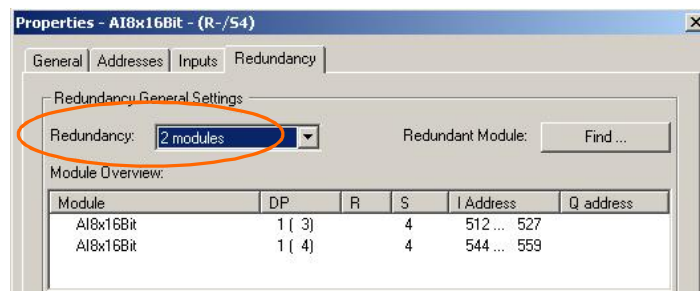 Properties - AI8x16Bit - (R-/S4)
General Addresses Inputs Redundancy
Redundancy General Settings
Redundancy: 2 modules Redundant Module: Find ...
Module Overview:
Module DP R S I Address Q address
AI8x16Bit 1 ( 3) 4 512 ... 527
AI8x16Bit 1 ( 4) 4 544 ... 559